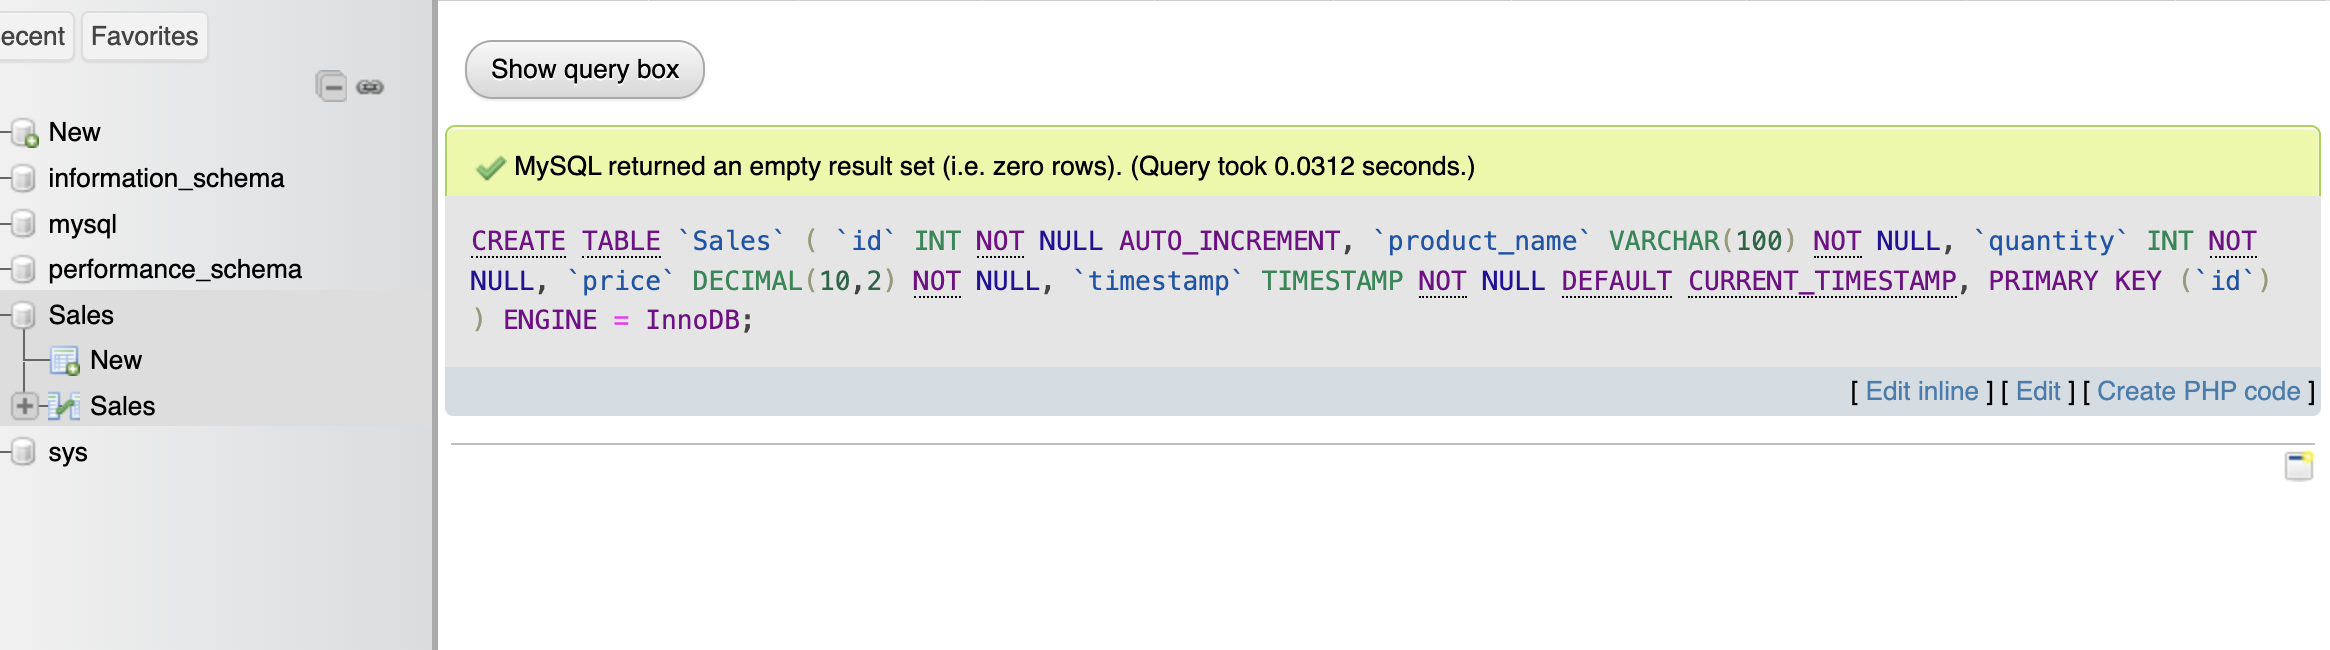 ecent Favorites
New
information_schema
mysql
performance_schema
Sales
New
Sales
sys
Show query box
MySQL returned an empty result set (i.e. zero rows). (Query took 0.0312 seconds.)
CREATE TABLE `Sales` ( `id` INT NOT NULL AUTO_INCREMENT, `product_name` VARCHAR(100) NOT NULL, `quantity` INT NOT
NULL, `price` DECIMAL(10,2) NOT NULL, `timestamp` TIMESTAMP NOT NULL DEFAULT CURRENT_TIMESTAMP, PRIMARY KEY (`id`)
) ENGINE = InnoDB;
[ Edit inline ] [ Edit ] [ Create PHP code ]